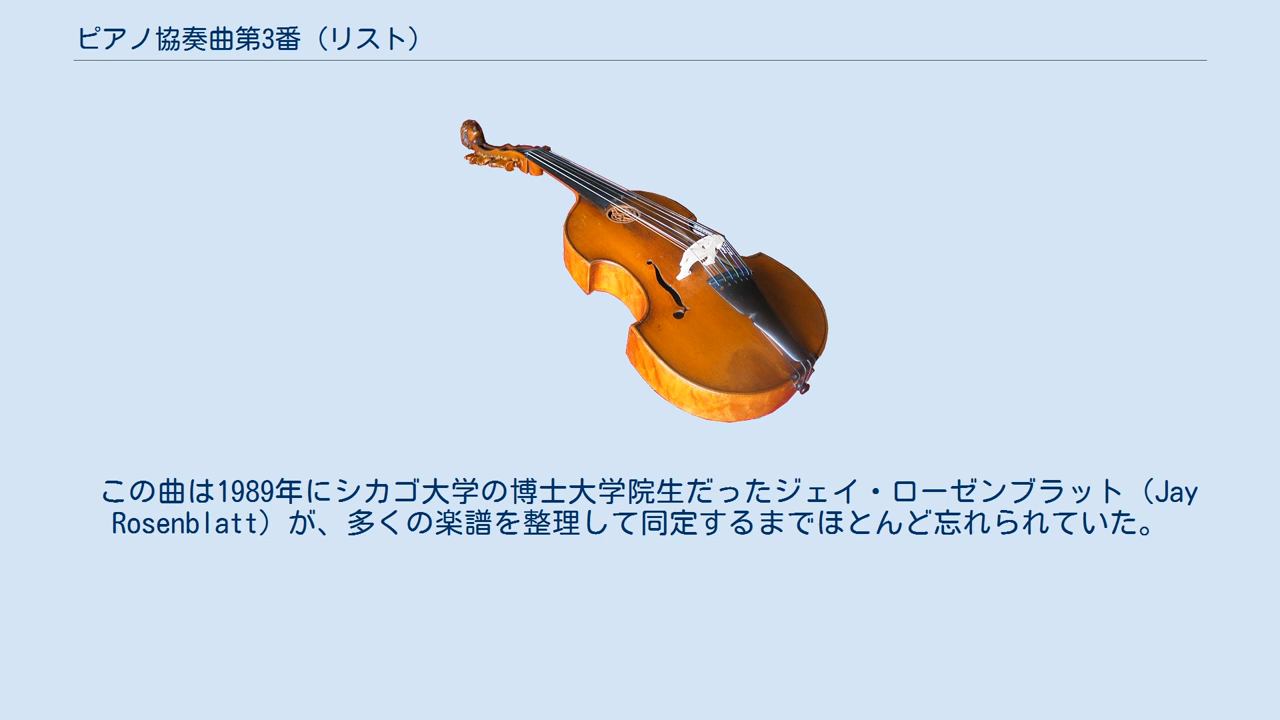 ピアノ協奏曲第3番（リスト）
この曲は1989年にシカゴ大学の博士大学院生だったジェイ・ローゼンブラット（Jay
Rosenblatt）が、多くの楽譜を整理して同定するまでほとんど忘れられていた。